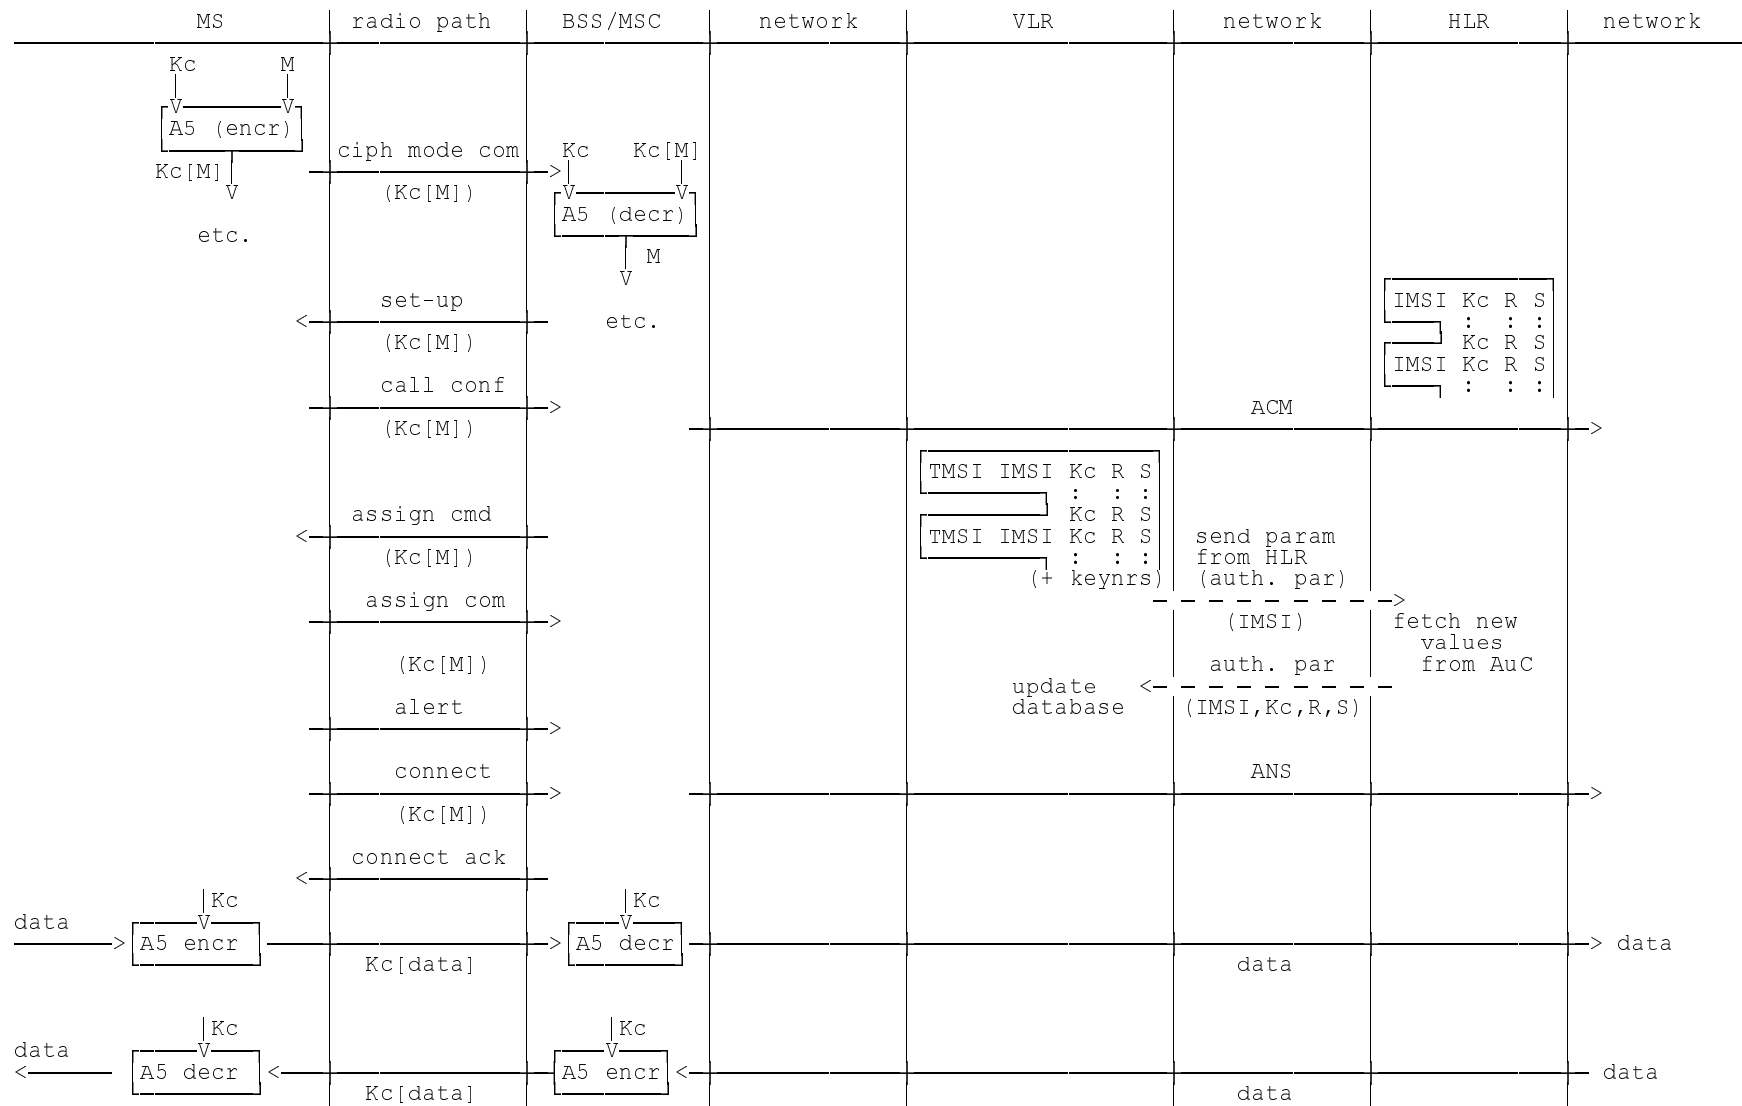 MS radio path BSS/MSC network VLR network HLR network
Kc M
V V
A5 (encr)
ciph mode com Kc Kc[M]
Kc[M] >
V (Kc[M]) V V
A5 (decr)
etc.
M
V
set-up IMSI Kc R S
< etc. : : :
(Kc[M]) Kc R S
IMSI Kc R S
call conf : : :
> ACM
(Kc[M]) >
TMSI IMSI Kc R S
: : :
assign cmd Kc R S
< TMSI IMSI Kc R S send param
(Kc[M]) : : : from HLR
(+ keynrs) (auth. par)
assign com >
> (IMSI) fetch new
values
(Kc[M]) auth. par from AuC
update <
alert database (IMSI,Kc,R,S)
>
connect ANS
> >
(Kc[M])
connect ack
<
Kc Kc
data V V
> A5 encr > A5 decr > data
Kc[data] data
Kc Kc
data V V
< A5 decr < A5 encr < data
Kc[data] data